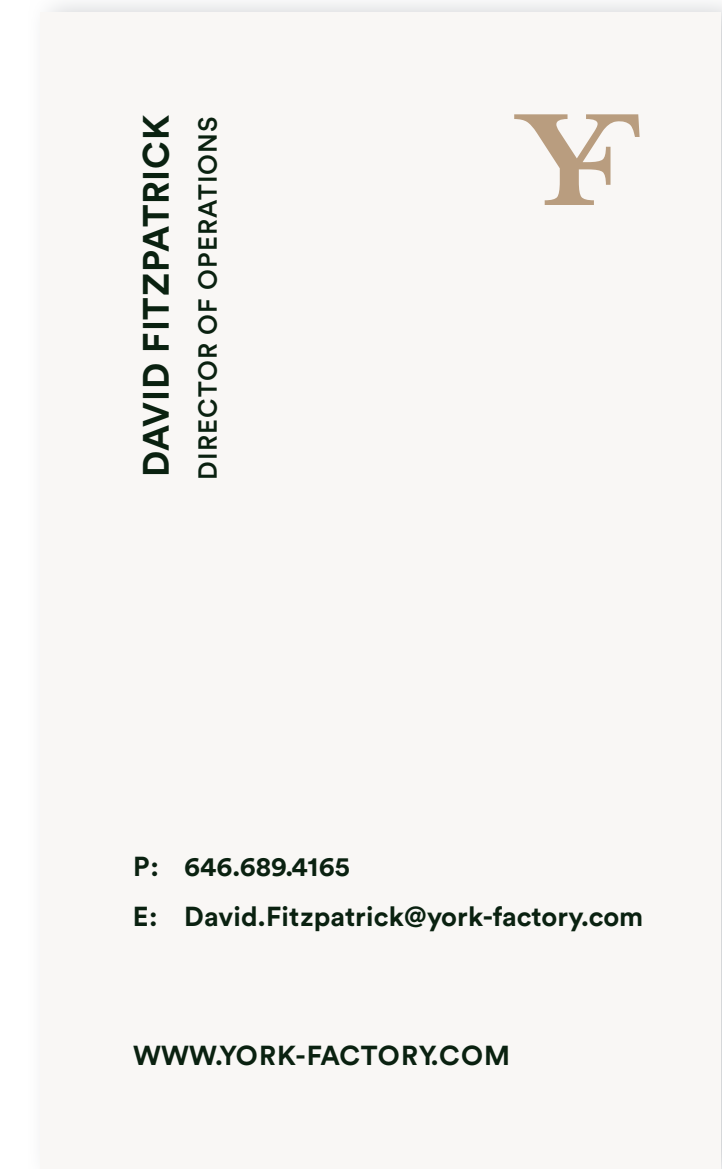 DAVID FITZPATRICK
DIRECTOR OF OPERATIONS
YF
P: 646.689.4165
E: David.Fitzpatrick@york-factory.com
WWW.YORK-FACTORY.COM